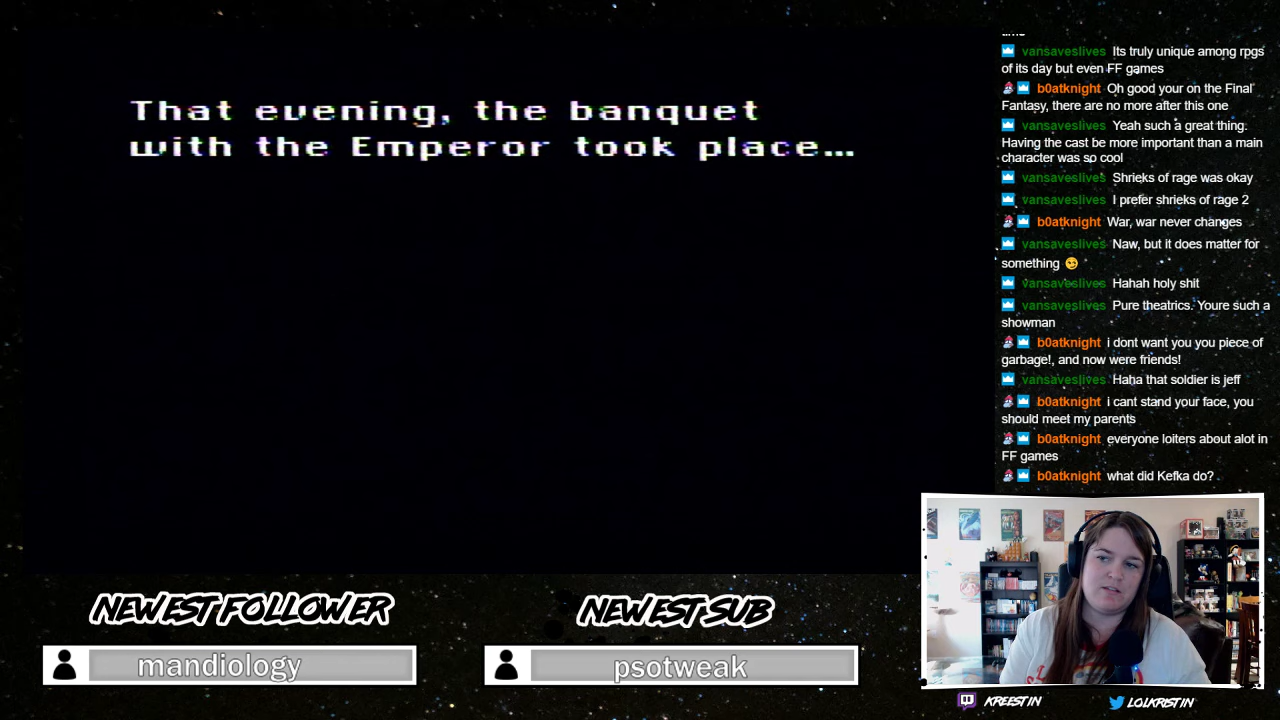 That evening, the banquet
with the Emperor took place...
time
vansaveslives Its truly unique among rpgs
of its day but even FF games
b0atknight Oh good your on the Final
Fantasy, there are no more after this one
vansaveslives Yeah such a great thing.
Having the cast be more important than a main
character was so cool
vansaveslives Shrieks of rage was okay
vansaveslives I prefer shrieks of rage 2
b0atknight War, war never changes
vansaveslives Naw, but it does matter for
something 😏
vansaveslives Hahah holy shit
vansaveslives Pure theatrics. Youre such a
showman
b0atknight i dont want you you piece of
garbage!, and now were friends!
vansaveslives Haha that soldier is jeff
b0atknight i cant stand your face, you
should meet my parents
b0atknight everyone loiters about alot in
FF games
b0atknight what did Kefka do?
NEWEST FOLLOWER
mandiology
NEWEST SUB
psotweak
KREESTIN
LOLKRISTIN